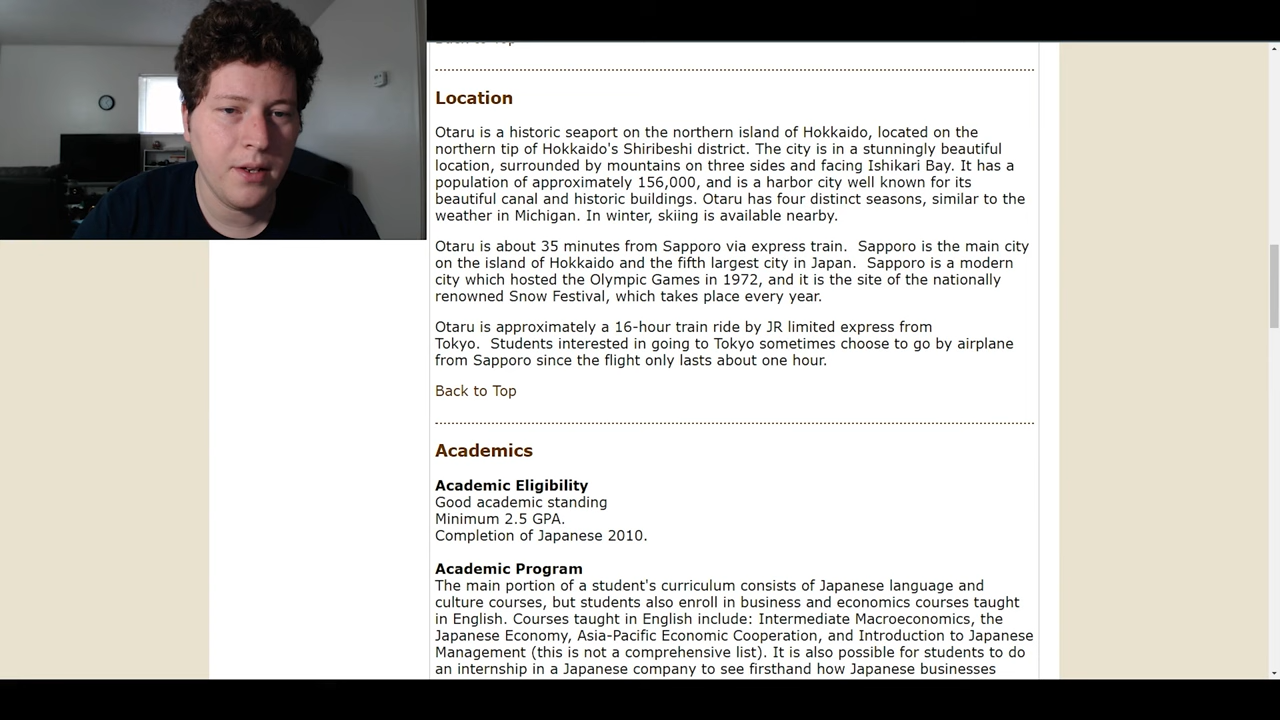 Location
Otaru is a historic seaport on the northern island of Hokkaido, located on the
northern tip of Hokkaido's Shiribeshi district. The city is in a stunningly beautiful
location, surrounded by mountains on three sides and facing Ishikari Bay. It has a
population of approximately 156,000, and is a harbor city well known for its
beautiful canal and historic buildings. Otaru has four distinct seasons, similar to the
weather in Michigan. In winter, skiing is available nearby.
Otaru is about 35 minutes from Sapporo via express train.  Sapporo is the main city
on the island of Hokkaido and the fifth largest city in Japan.  Sapporo is a modern
city which hosted the Olympic Games in 1972, and it is the site of the nationally
renowned Snow Festival, which takes place every year.
Otaru is approximately a 16-hour train ride by JR limited express from
Tokyo.  Students interested in going to Tokyo sometimes choose to go by airplane
from Sapporo since the flight only lasts about one hour.
Back to Top
Academics
Academic Eligibility
Good academic standing
Minimum 2.5 GPA.
Completion of Japanese 2010.
Academic Program
The main portion of a student's curriculum consists of Japanese language and
culture courses, but students also enroll in business and economics courses taught
in English. Courses taught in English include: Intermediate Macroeconomics, the
Japanese Economy, Asia-Pacific Economic Cooperation, and Introduction to Japanese
Management (this is not a comprehensive list). It is also possible for students to do
an internship in a Japanese company to see firsthand how Japanese businesses